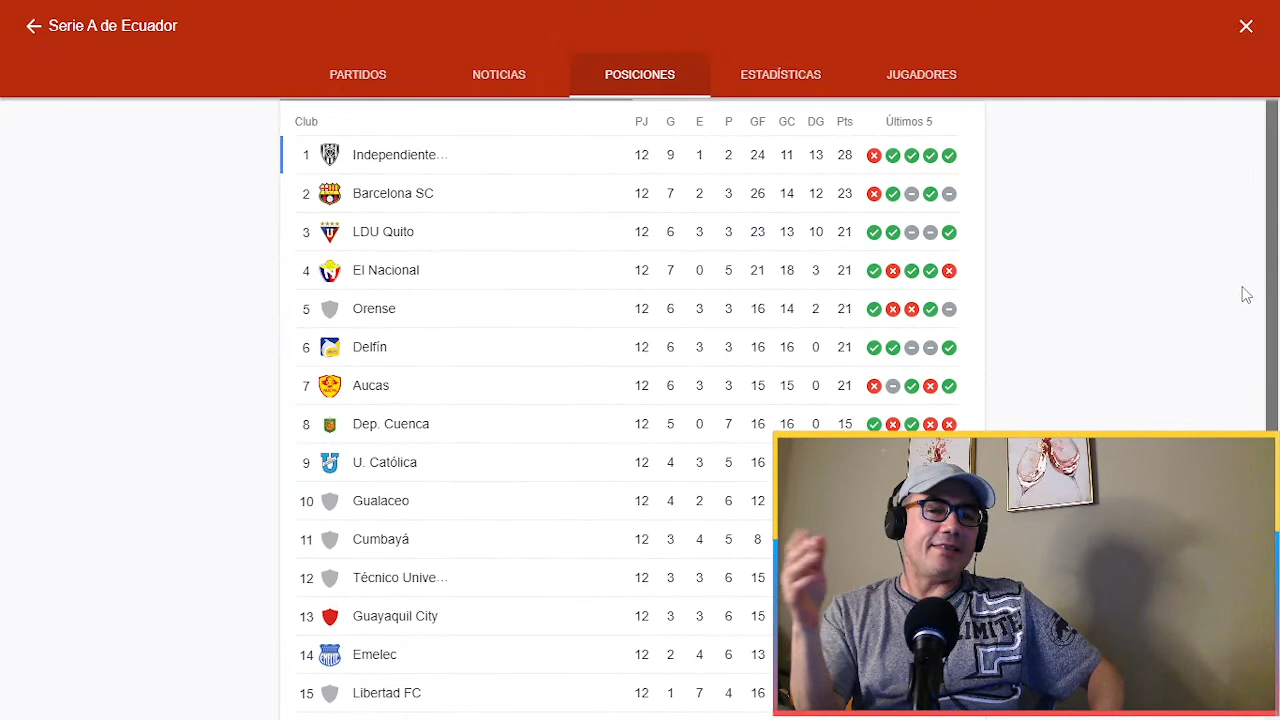 Serie A de Ecuador
PARTIDOS NOTICIAS POSICIONES ESTADÍSTICAS JUGADORES
Club PJ G E P GF GC DG Pts Últimos 5
1 Independiente... 12 9 1 2 24 11 13 28
2 Barcelona SC 12 7 2 3 26 14 12 23
3 LDU Quito 12 6 3 3 23 13 10 21
4 El Nacional 12 7 0 5 21 18 3 21
5 Orense 12 6 3 3 16 14 2 21
6 Delfín 12 6 3 3 16 16 0 21
7 Aucas 12 6 3 3 15 15 0 21
8 Dep. Cuenca 12 5 0 7 16 16 0 15
9 U. Católica 12 4 3 5 16
10 Gualaceo 12 4 2 6 12
11 Cumbayá 12 3 4 5 8
12 Técnico Unive... 12 3 3 6 15
13 Guayaquil City 12 3 3 6 15
14 Emelec 12 2 4 6 13
15 Libertad FC 12 1 7 4 16
LIMITE